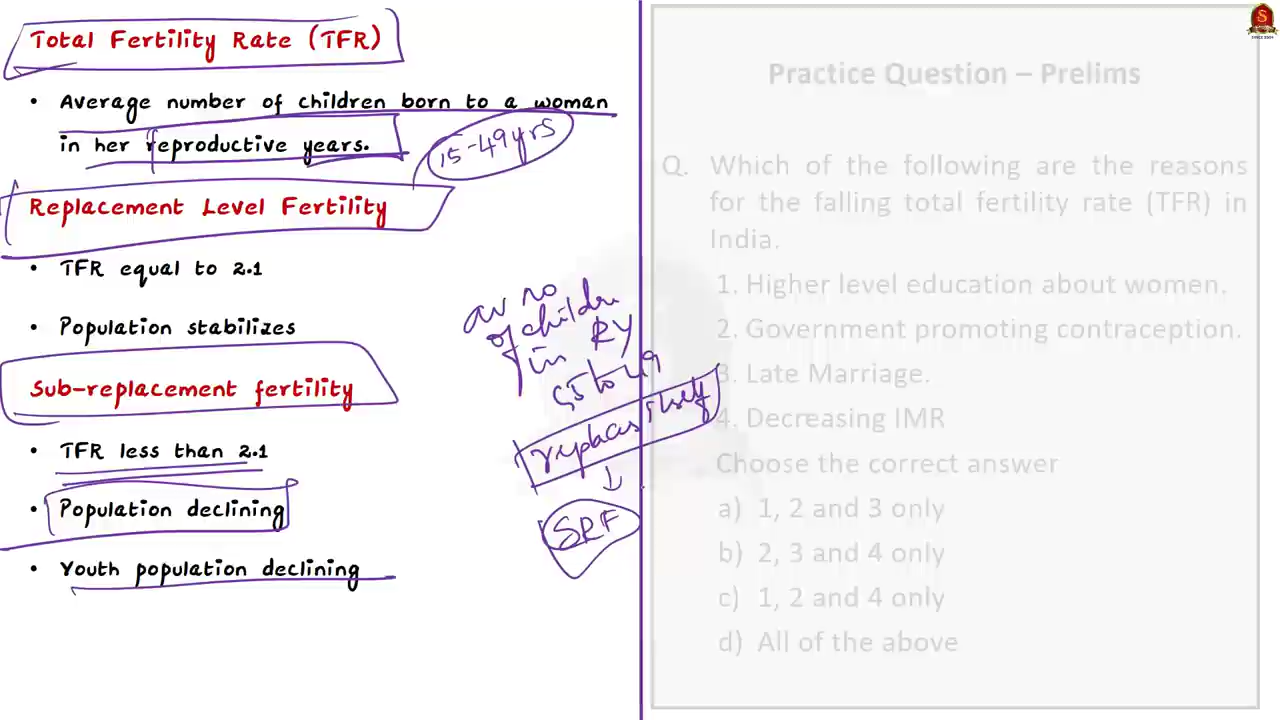 Total Fertility Rate (TFR)
• Average number of children born to a woman
in her reproductive years.
15-49yrs
Replacement Level Fertility
• TFR equal to 2.1
• Population stabilizes
Sub-replacement fertility
• TFR less than 2.1
• Population declining
• Youth population declining
av no
of children
in RY
15 to 49
replaces itself
↓
SRF
Practice Question – Prelims
Q. Which of the following are the reasons
for the falling total fertility rate (TFR) in
India.
1. Higher level education about women.
2. Government promoting contraception.
3. Late Marriage.
4. Decreasing IMR
Choose the correct answer
a) 1, 2 and 3 only
b) 2, 3 and 4 only
c) 1, 2 and 4 only
d) All of the above